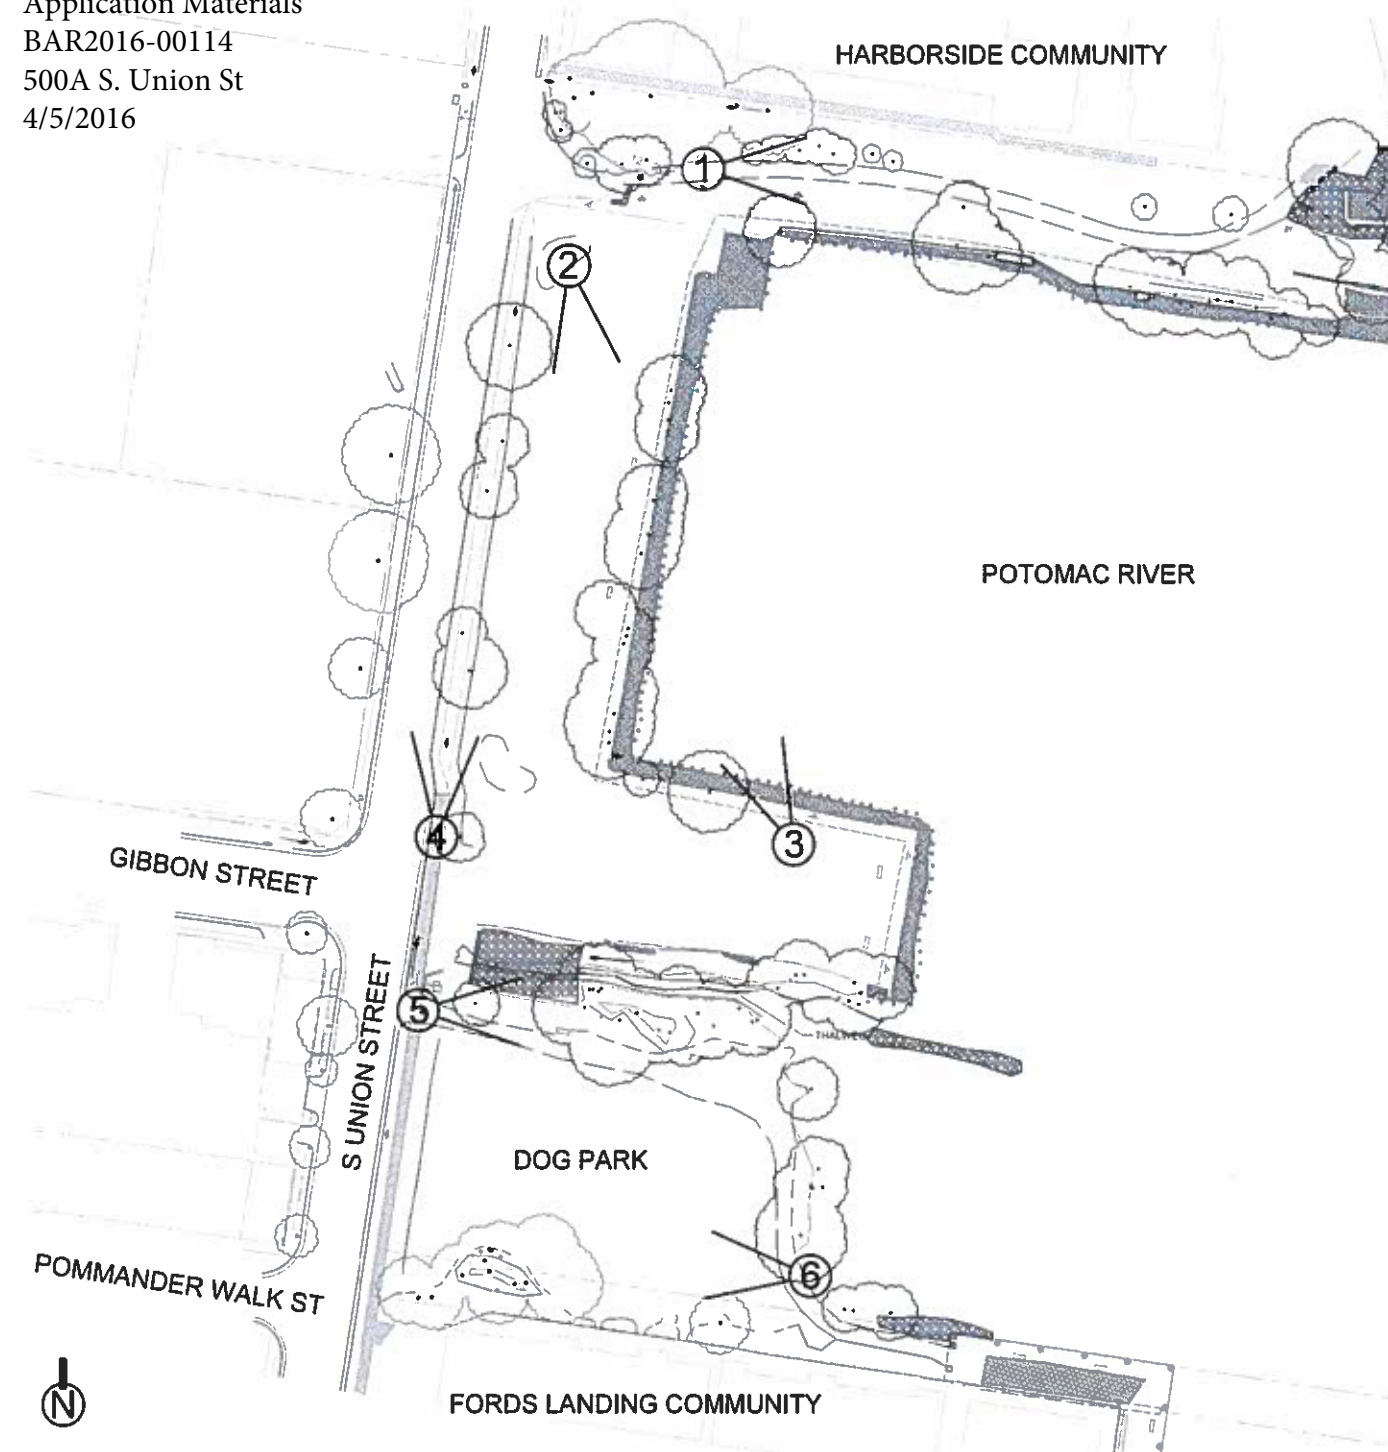 Application Materials
BAR2016-00114
500A S. Union St
4/5/2016
HARBORSIDE COMMUNITY
1
2
POTOMAC RIVER
3
4
GIBBON STREET
5
S UNION STREET
THALWEG
DOG PARK
6
POMMANDER WALK ST
N
FORDS LANDING COMMUNITY